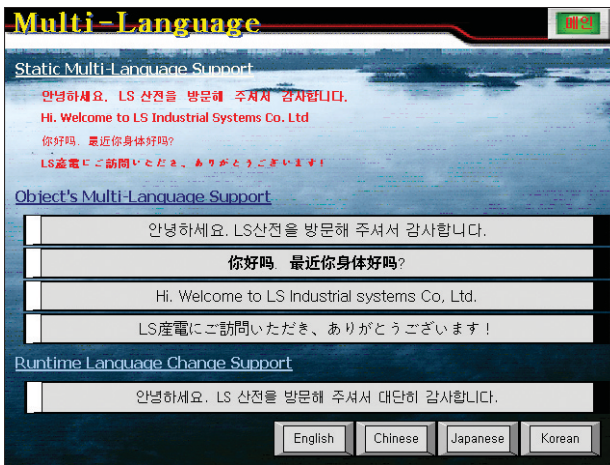 Multi-Language
메인
Static Multi-Language Support
안녕하세요, LS 산전을 방문해 주셔서 감사합니다.
Hi. Welcome to LS Industrial Systems Co. Ltd
你好吗. 最近你身体好吗?
LS産電にご訪問いただき、ありがとうございます!
Object's Multi-Language Support
안녕하세요. LS산전을 방문해 주셔서 감사합니다.
你好吗. 最近你身体好吗?
Hi. Welcome to LS Industrial systems Co, Ltd.
LS産電にご訪問いただき、ありがとうございます！
Runtime Language Change Support
안녕하세요. LS 산전을 방문해 주셔서 대단히 감사합니다.
English Chinese Japanese Korean